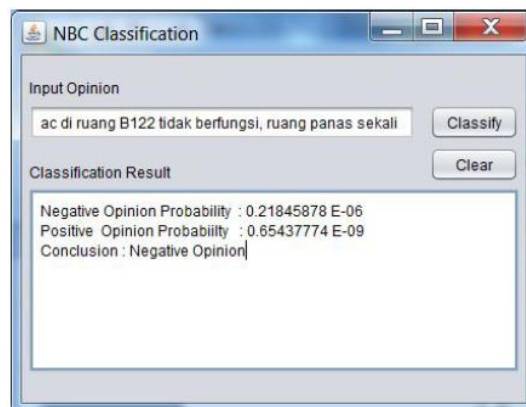 NBC Classification
Input Opinion
ac di ruang B122 tidak berfungsi, ruang panas sekali
Classify
Clear
Classification Result
Negative Opinion Probability : 0.21845878 E-06
Positive Opinion Probabiilty : 0.65437774 E-09
Conclusion : Negative Opinion